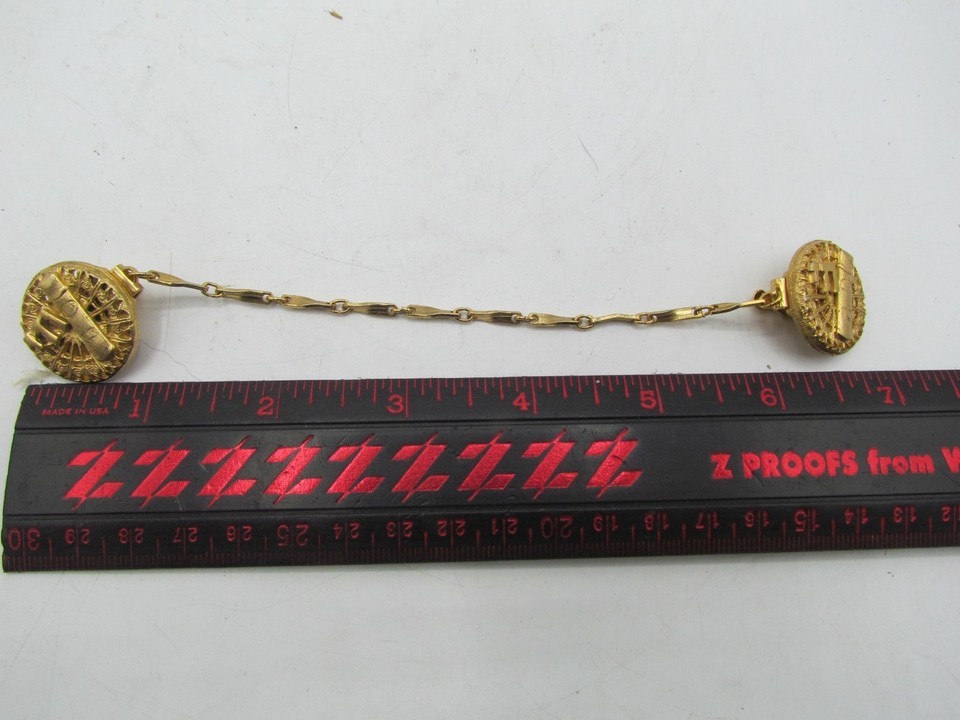 1 2 3 4 5 6 7
MADE IN USA
ZZZZZZZZZ
Z PROOFS from
30 29 28 27 26 25 24 23 22 21 20 19 18 17 16 15 14 13 12